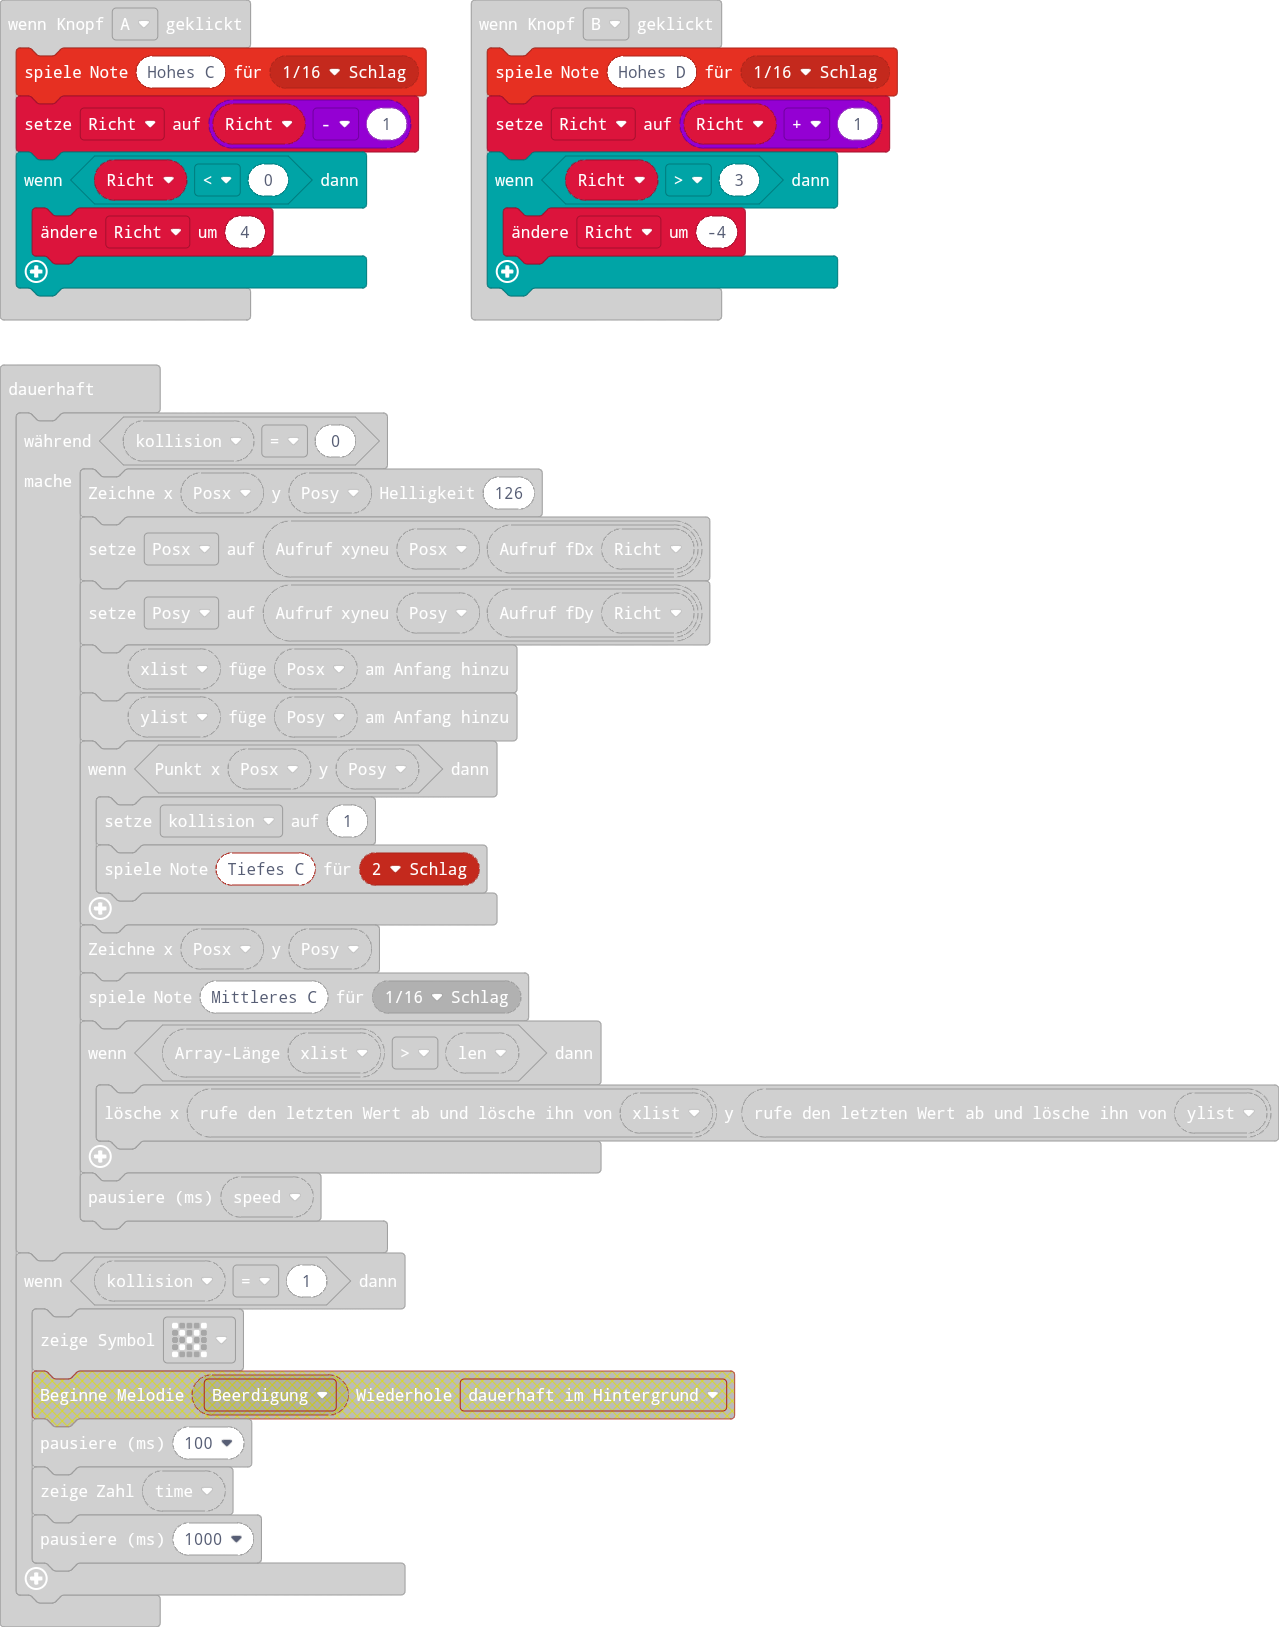 wenn Knopf A geklickt
spiele Note Hohes C für 1/16 Schlag
setze Richt auf Richt - 1
wenn Richt < 0 dann
ändere Richt um 4
wenn Knopf B geklickt
spiele Note Hohes D für 1/16 Schlag
setze Richt auf Richt + 1
wenn Richt > 3 dann
ändere Richt um -4
dauerhaft
während kollision = 0
mache
Zeichne x Posx y Posy Helligkeit 126
setze Posx auf Aufruf xyneu Posx Aufruf fDx Richt
setze Posy auf Aufruf xyneu Posy Aufruf fDy Richt
xlist füge Posx am Anfang hinzu
ylist füge Posy am Anfang hinzu
wenn Punkt x Posx y Posy dann
setze kollision auf 1
spiele Note Tiefes C für 2 Schlag
Zeichne x Posx y Posy
spiele Note Mittleres C für 1/16 Schlag
wenn Array-Länge xlist > len dann
lösche x rufe den letzten Wert ab und lösche ihn von xlist y rufe den letzten Wert ab und lösche ihn von ylist
pausiere (ms) speed
wenn kollision = 1 dann
zeige Symbol
Beginne Melodie Beerdigung Wiederhole dauerhaft im Hintergrund
pausiere (ms) 100
zeige Zahl time
pausiere (ms) 1000